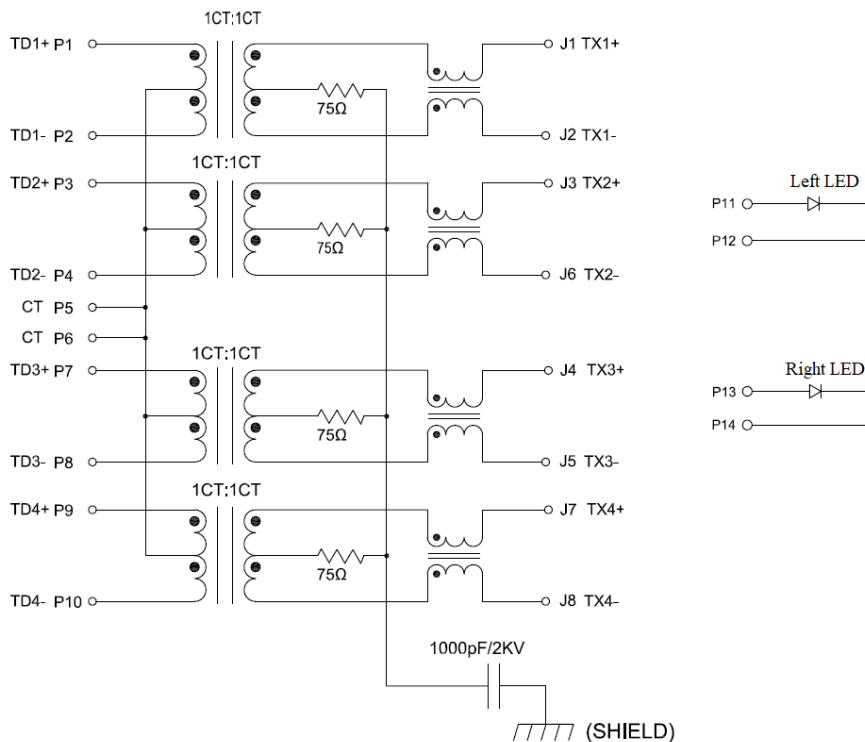 1CT:1CT
TD1+ P1
J1 TX1+
75Ω
TD1- P2
J2 TX1-
1CT:1CT
TD2+ P3
J3 TX2+
Left LED
P11
75Ω
P12
TD2- P4
J6 TX2-
CT P5
CT P6
1CT:1CT
TD3+ P7
J4 TX3+
Right LED
P13
75Ω
P14
TD3- P8
J5 TX3-
1CT:1CT
TD4+ P9
J7 TX4+
75Ω
TD4- P10
J8 TX4-
1000pF/2KV
(SHIELD)